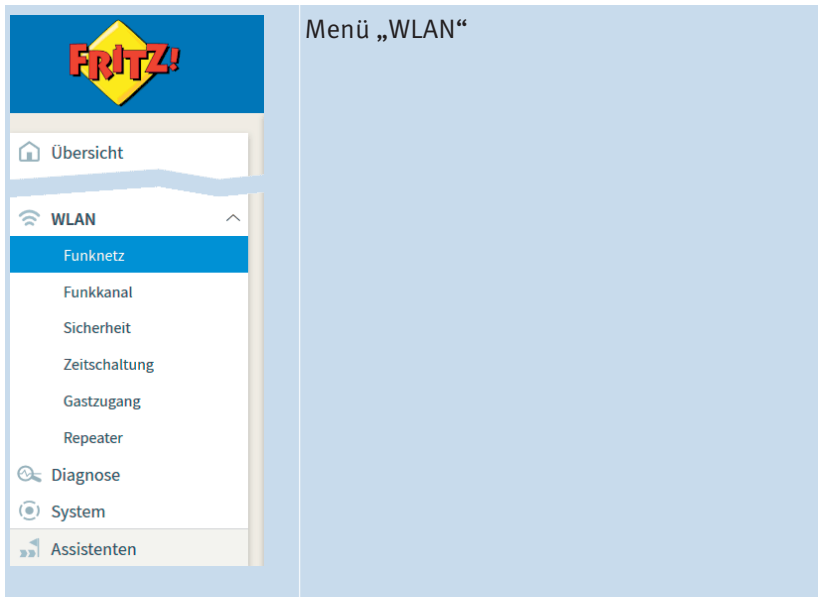 FRITZ!
Menü „WLAN“
Übersicht
WLAN
Funknetz
Funkkanal
Sicherheit
Zeitschaltung
Gastzugang
Repeater
Diagnose
System
Assistenten